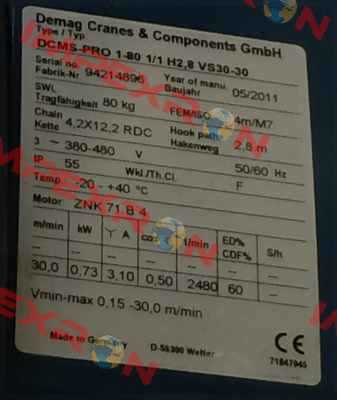 Demag Cranes & Components GmbH
Type / Typ DCMS-PRO 1-80 1/1 H2,8 VS30-30
Serial no. Fabrik-Nr 94214896 Year of manu. Baujahr 05/2011
SWL Tragfähigkeit 80 kg FEM/ISO 4m/M7
Chain Kette 4,2X12,2 RDC Hook path Hakenweg 2,8 m
3 ~ 380-480 V 50/60 Hz
IP 55 Wkl./Th.Cl. F
Temp -20 - +40 °C
Motor ZNK 71 B 4
m/min kW Y A cos 1/min ED% CDF% S/h
-- -- -- -- -- -- --
30,0 0,73 3,10 0,50 2480 60 --
Vmin-max 0,15 -30,0 m/min
Made in Germany D-58300 Wetter CE
71847045
IMREXRON